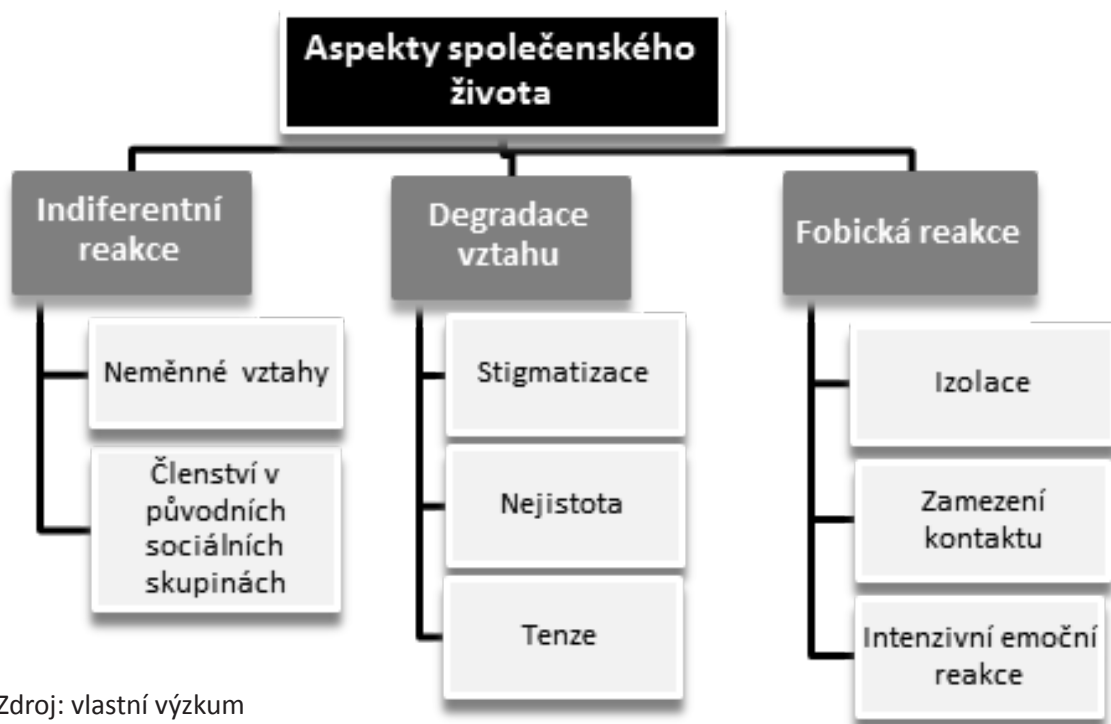 Aspekty společenského
života
Indiferentní
reakce
Neměnné vztahy
Členství v
původních
sociálních
skupinách
Degradace
vztahu
Stigmatizace
Nejistota
Tenze
Fobická reakce
Izolace
Zamezení
kontaktu
Intenzivní emoční
reakce
Zdroj: vlastní výzkum